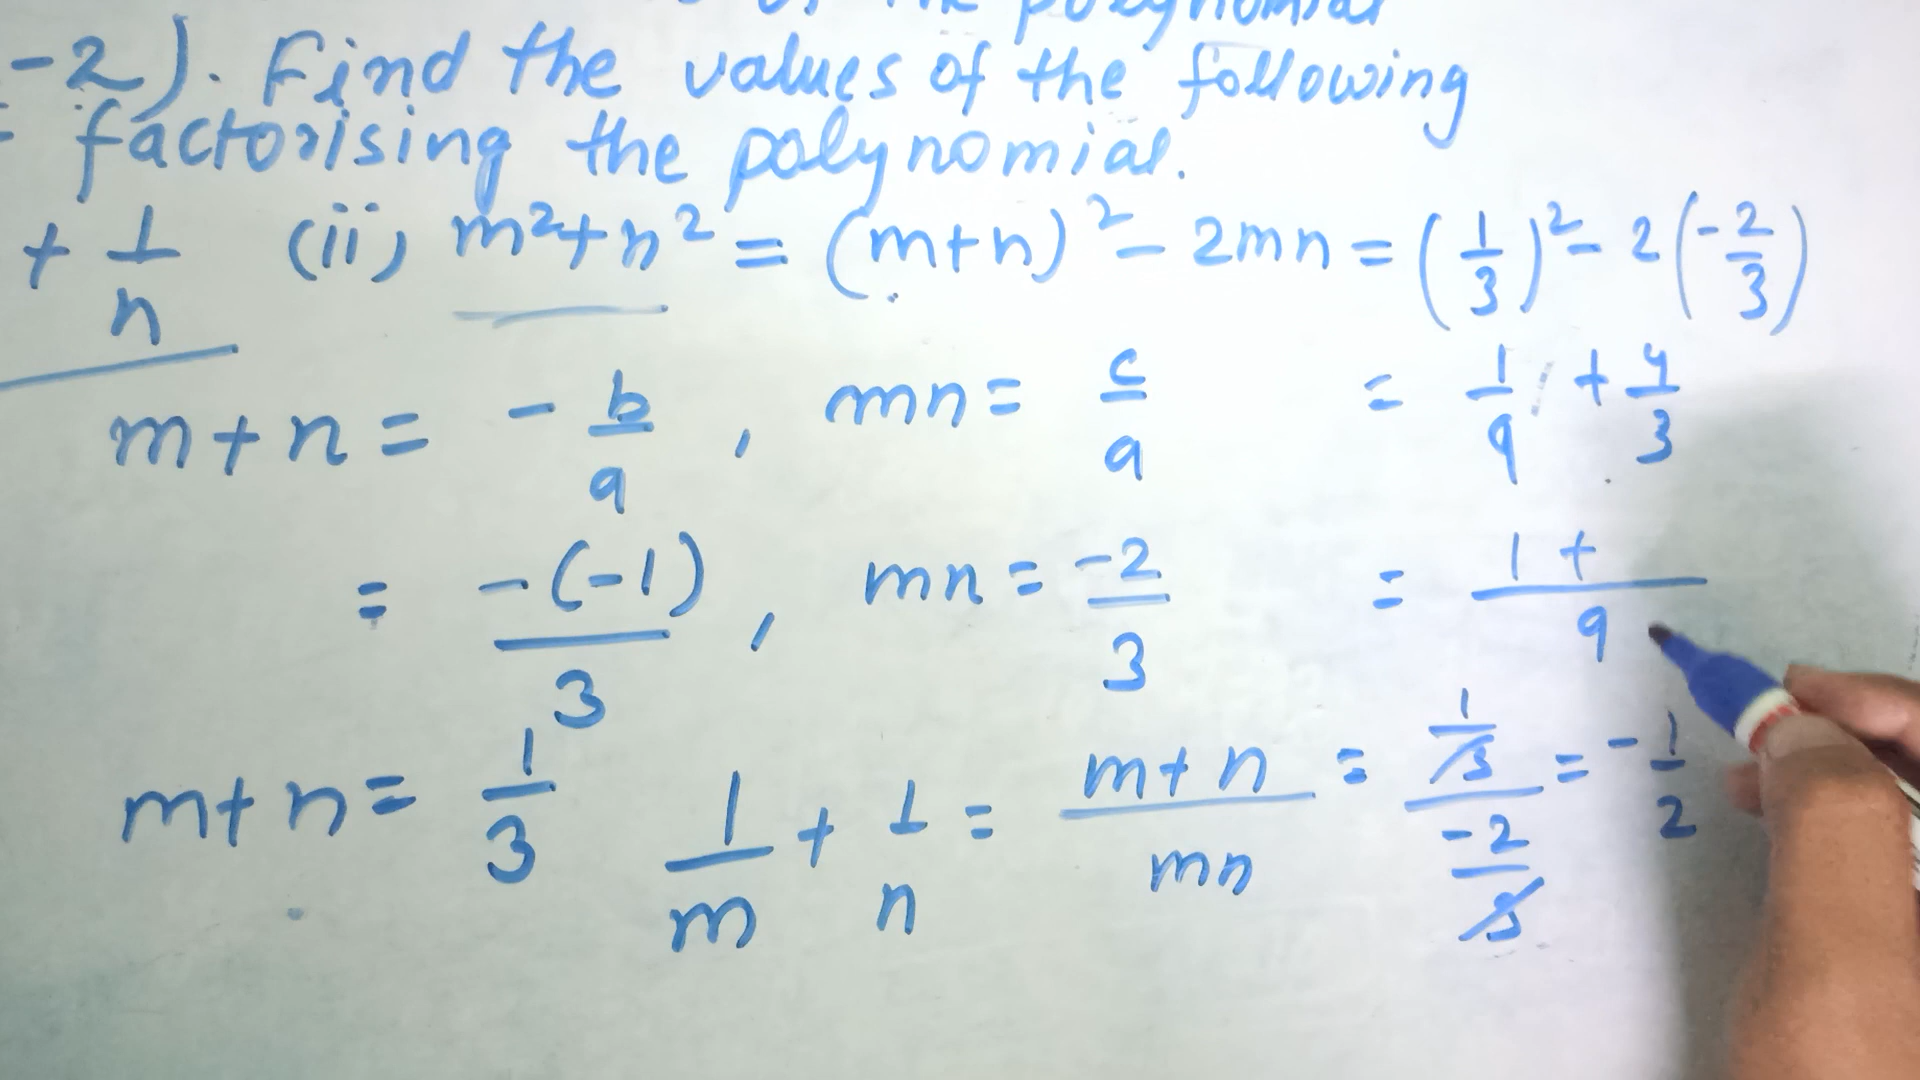 polynomial
-2). Find the values of the following
= factorising the polynomial.
+ 1/n (ii) m²+n² = (m+n)² - 2mn = (1/3)² - 2(-2/3)
m+n = -b/a , mn = c/a = 1/9 + 4/3
= -(-1)/3 , mn = -2/3 = 1+ /9
m+n = 1/3 1/m + 1/n = m+n/mn = 1/3/-2/3 = -1/2